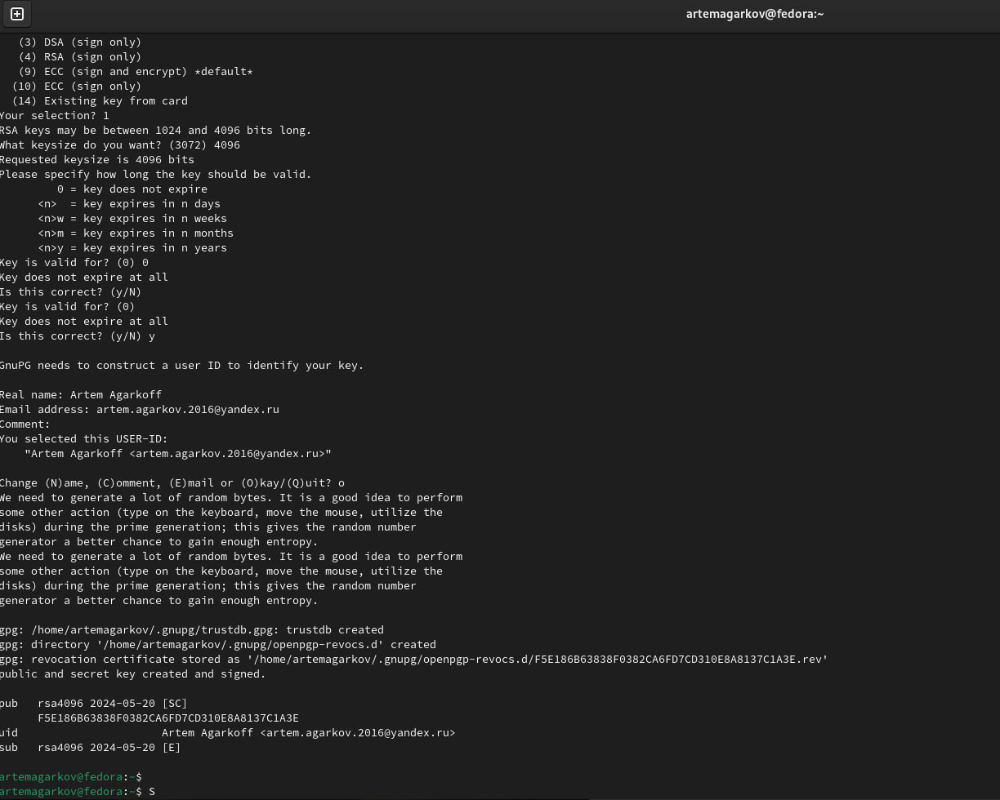 artemagarkov@fedora:~
(3) DSA (sign only)
(4) RSA (sign only)
(9) ECC (sign and encrypt) *default*
(10) ECC (sign only)
(14) Existing key from card
Your selection? 1
RSA keys may be between 1024 and 4096 bits long.
What keysize do you want? (3072) 4096
Requested keysize is 4096 bits
Please specify how long the key should be valid.
0 = key does not expire
<n>  = key expires in n days
<n>w = key expires in n weeks
<n>m = key expires in n months
<n>y = key expires in n years
Key is valid for? (0) 0
Key does not expire at all
Is this correct? (y/N)
Key is valid for? (0)
Key does not expire at all
Is this correct? (y/N) y
GnuPG needs to construct a user ID to identify your key.
Real name: Artem Agarkoff
Email address: artem.agarkov.2016@yandex.ru
Comment:
You selected this USER-ID:
"Artem Agarkoff <artem.agarkov.2016@yandex.ru>"
Change (N)ame, (C)omment, (E)mail or (O)kay/(Q)uit? o
We need to generate a lot of random bytes. It is a good idea to perform
some other action (type on the keyboard, move the mouse, utilize the
disks) during the prime generation; this gives the random number
generator a better chance to gain enough entropy.
We need to generate a lot of random bytes. It is a good idea to perform
some other action (type on the keyboard, move the mouse, utilize the
disks) during the prime generation; this gives the random number
generator a better chance to gain enough entropy.
gpg: /home/artemagarkov/.gnupg/trustdb.gpg: trustdb created
gpg: directory '/home/artemagarkov/.gnupg/openpgp-revocs.d' created
gpg: revocation certificate stored as '/home/artemagarkov/.gnupg/openpgp-revocs.d/F5E186B63838F0382CA6FD7CD310E8A8137C1A3E.rev'
public and secret key created and signed.
pub   rsa4096 2024-05-20 [SC]
F5E186B63838F0382CA6FD7CD310E8A8137C1A3E
uid                      Artem Agarkoff <artem.agarkov.2016@yandex.ru>
sub   rsa4096 2024-05-20 [E]
artemagarkov@fedora:~$
artemagarkov@fedora:~$ S